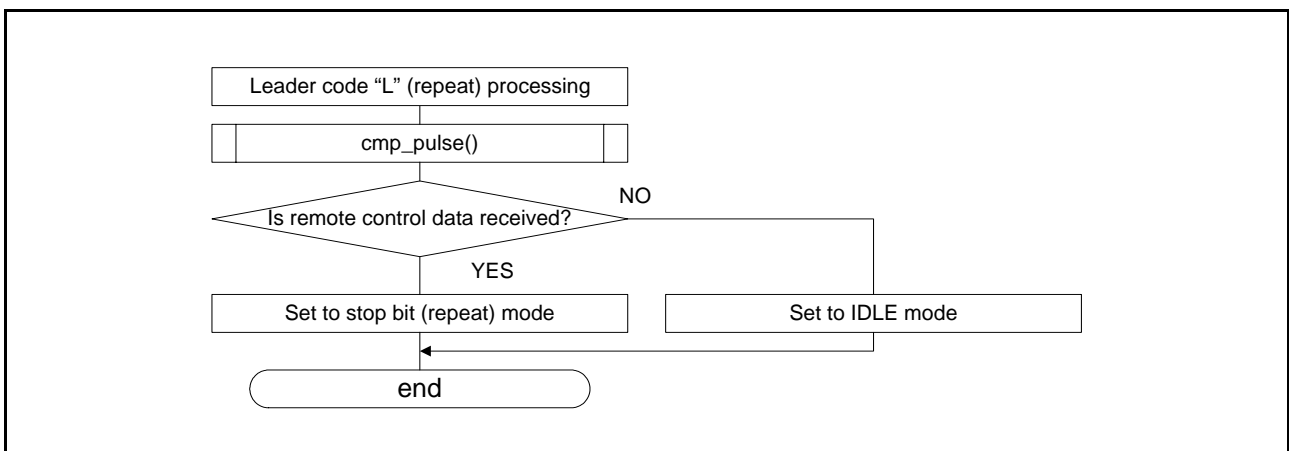 Leader code “L” (repeat) processing
cmp_pulse()
Is remote control data received?
NO
YES
Set to stop bit (repeat) mode
Set to IDLE mode
end